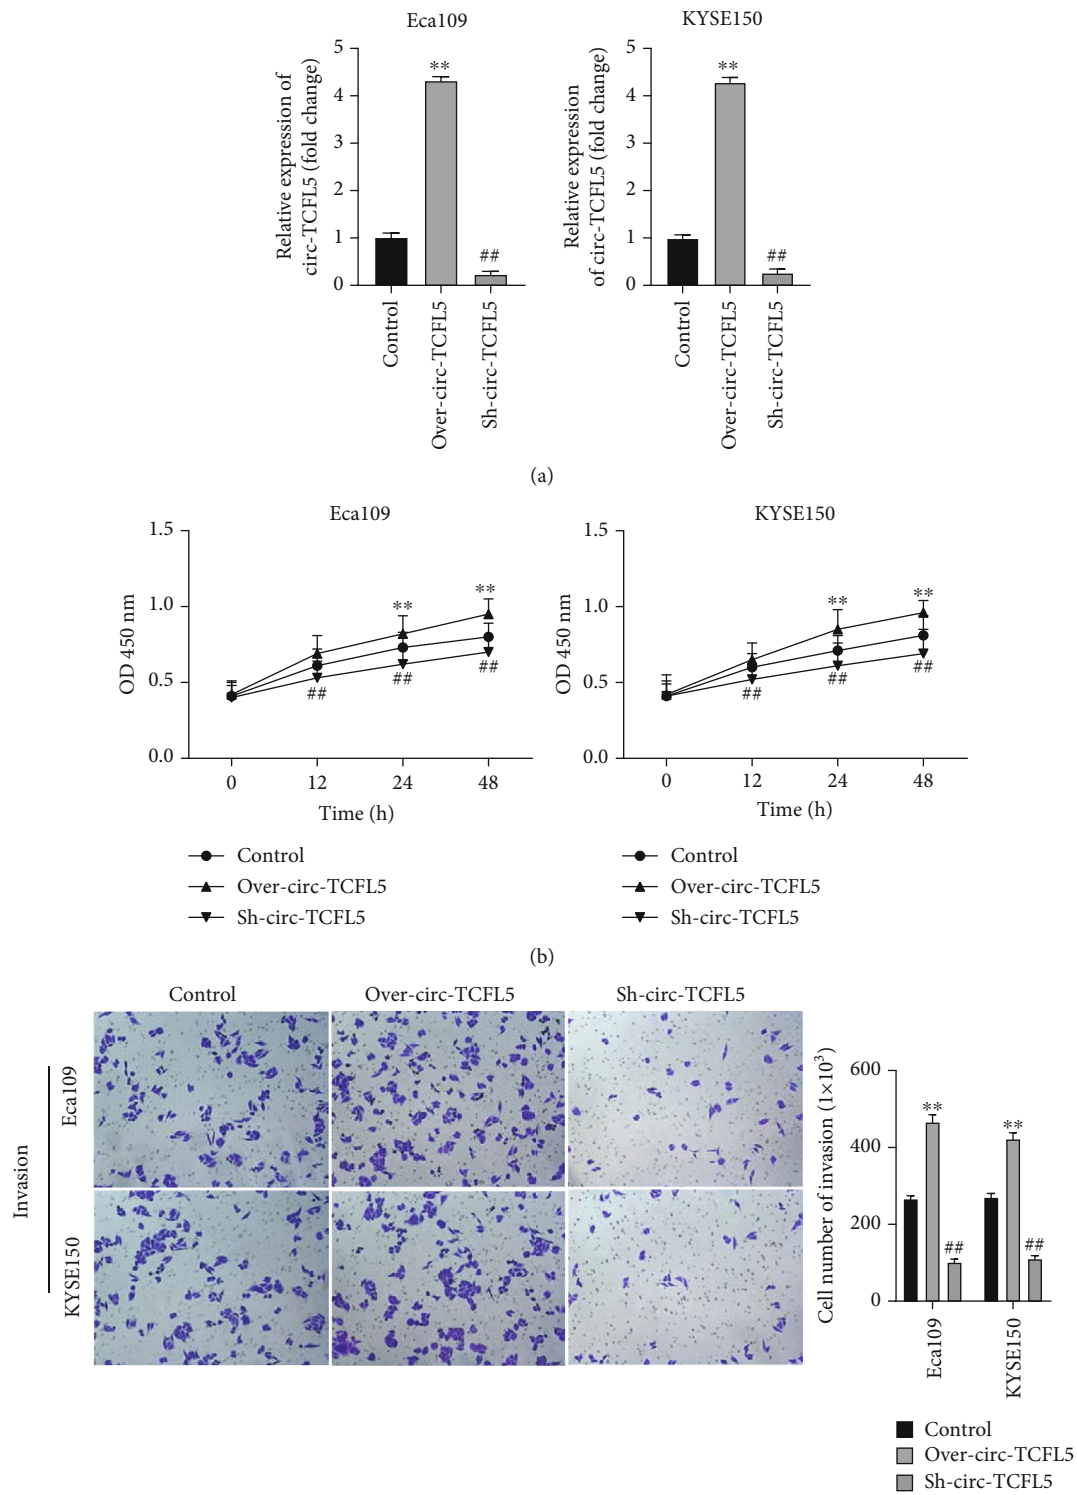 Eca109
Relative expression of
circ-TCFL5 (fold change)
5
4
3
2
1
0
**
##
Control
Over-circ-TCFL5
Sh-circ-TCFL5
KYSE150
Relative expression
of circ-TCFL5 (fold change)
5
4
3
2
1
0
**
##
Control
Over-circ-TCFL5
Sh-circ-TCFL5
(a)
Eca109
OD 450 nm
1.5
1.0
0.5
0.0
**
**
##
##
##
0 12 24 48
Time (h)
Control
Over-circ-TCFL5
Sh-circ-TCFL5
KYSE150
OD 450 nm
1.5
1.0
0.5
0.0
**
**
##
##
##
0 12 24 48
Time (h)
Control
Over-circ-TCFL5
Sh-circ-TCFL5
(b)
Control Over-circ-TCFL5 Sh-circ-TCFL5
Invasion
Eca109
KYSE150
Cell number of invasion (1×10³)
600
400
200
0
**
##
**
##
Eca109
KYSE150
Control
Over-circ-TCFL5
Sh-circ-TCFL5